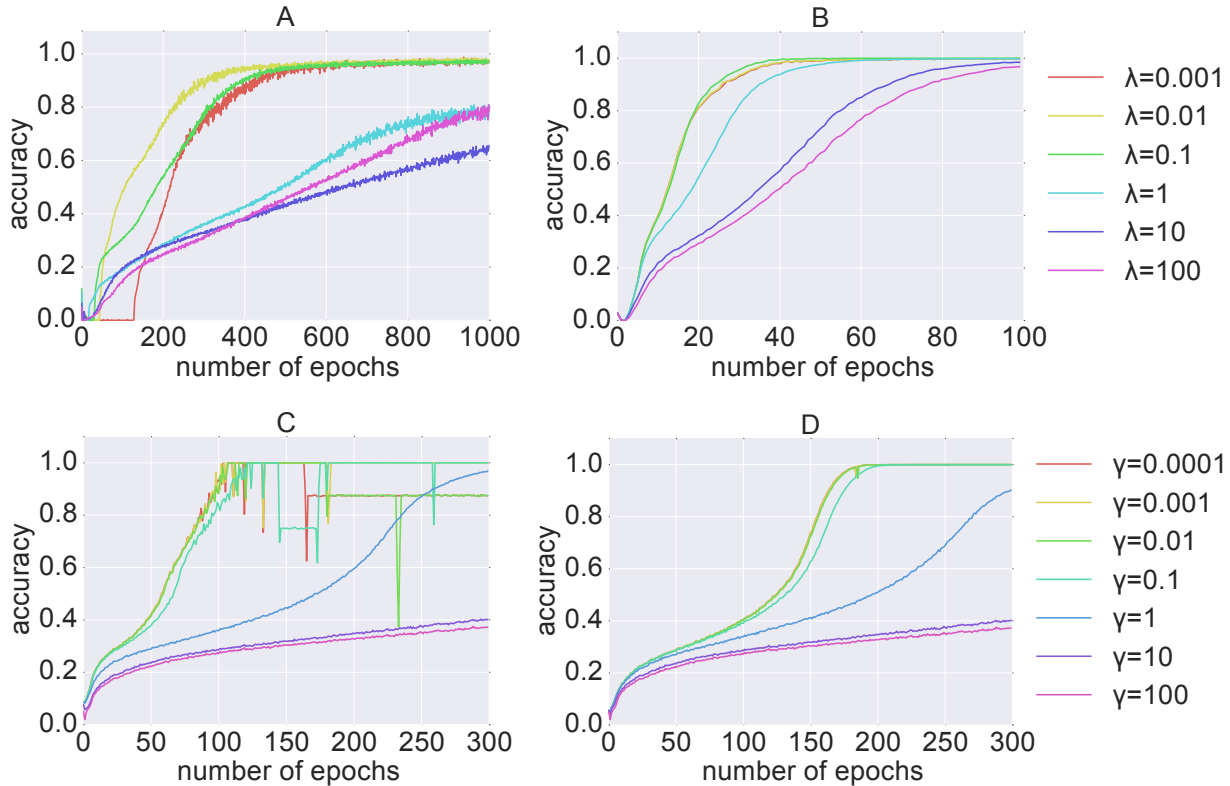 A
B
accuracy
1.0
0.8
0.6
0.4
0.2
0.0
0
200
400
600
800
1000
number of epochs
accuracy
1.0
0.8
0.6
0.4
0.2
0.0
0
20
40
60
80
100
number of epochs
λ=0.001
λ=0.01
λ=0.1
λ=1
λ=10
λ=100
C
D
accuracy
1.0
0.8
0.6
0.4
0.2
0.0
0
50
100
150
200
250
300
number of epochs
accuracy
1.0
0.8
0.6
0.4
0.2
0.0
0
50
100
150
200
250
300
number of epochs
γ=0.0001
γ=0.001
γ=0.01
γ=0.1
γ=1
γ=10
γ=100